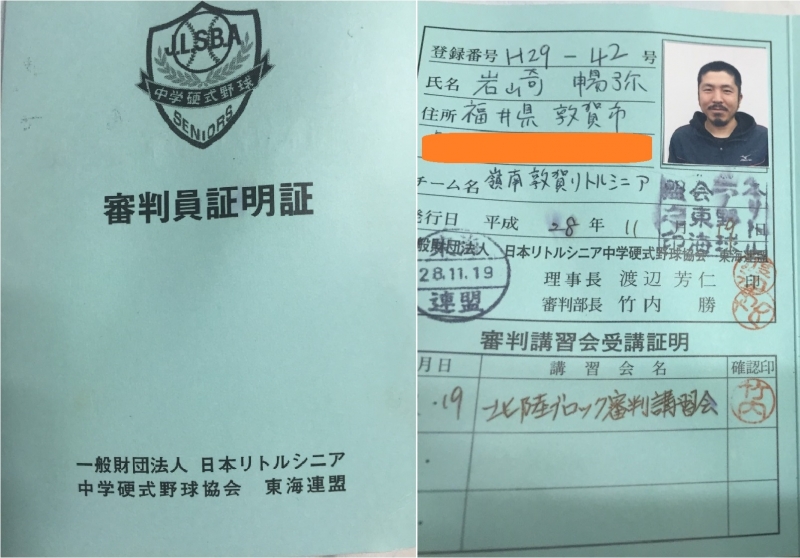 J.L.S.B.A
中学硬式野球
SENIORS
審判員証明証
一般財団法人 日本リトルシニア
中学硬式野球協会 東海連盟
登録番号 H29-42 号
氏名 岩山奇 暢弥
住所 福井県 敦賀市
チーム名 嶺南敦賀リトルシニア
発行日 平成 28 年 11 月 19 日
般財団法人 日本リトルシニア中学硬式野球協会 東海連盟
28.11.19
連盟
理事長 渡辺芳仁 印
審判部長 竹内 勝
審判講習会受講証明
月日 講習会名 確認印
.19 北陸ブロック審判講習会 竹内